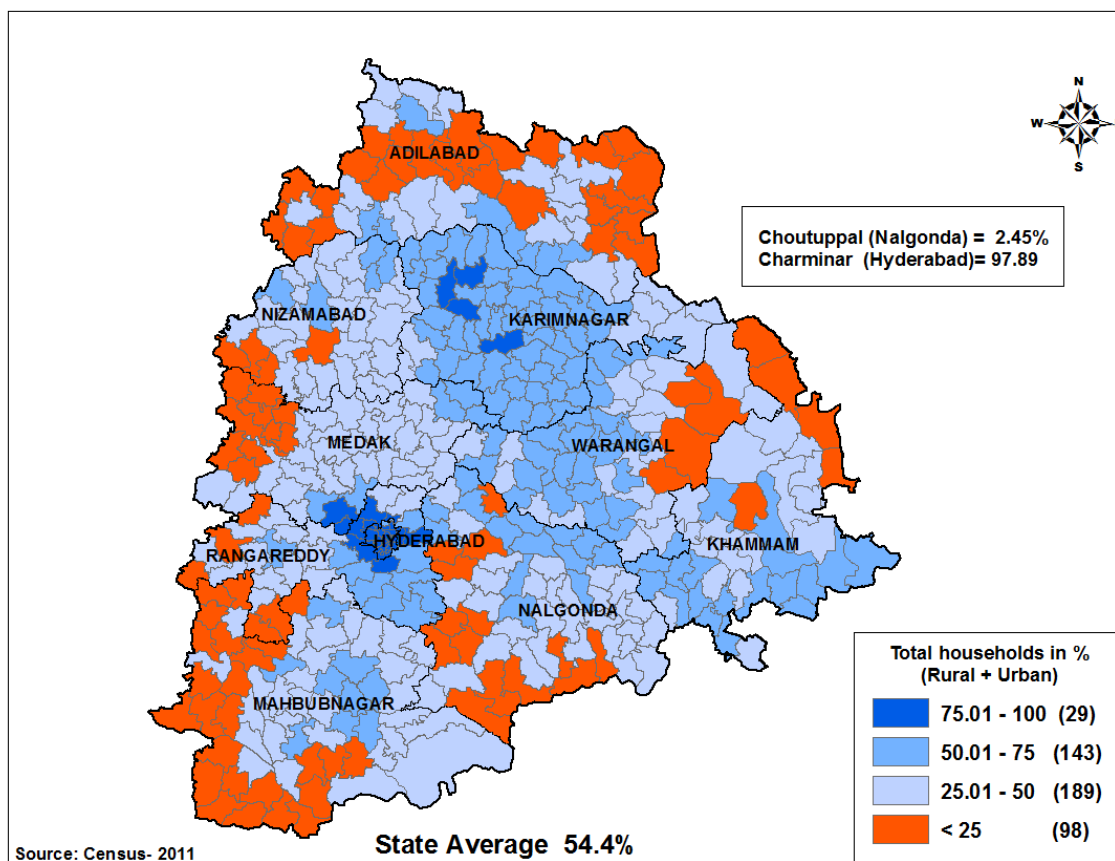 N
W
E
S
ADILABAD
Choutuppal (Nalgonda) = 2.45%
Charminar (Hyderabad)= 97.89
NIZAMABAD
KARIMNAGAR
MEDAK
WARANGAL
HYDERABAD
RANGAREDDY
KHAMMAM
NALGONDA
MAHBUBNAGAR
Total households in %
(Rural + Urban)
75.01 - 100 (29)
50.01 - 75 (143)
25.01 - 50 (189)
< 25 (98)
State Average 54.4%
Source: Census- 2011